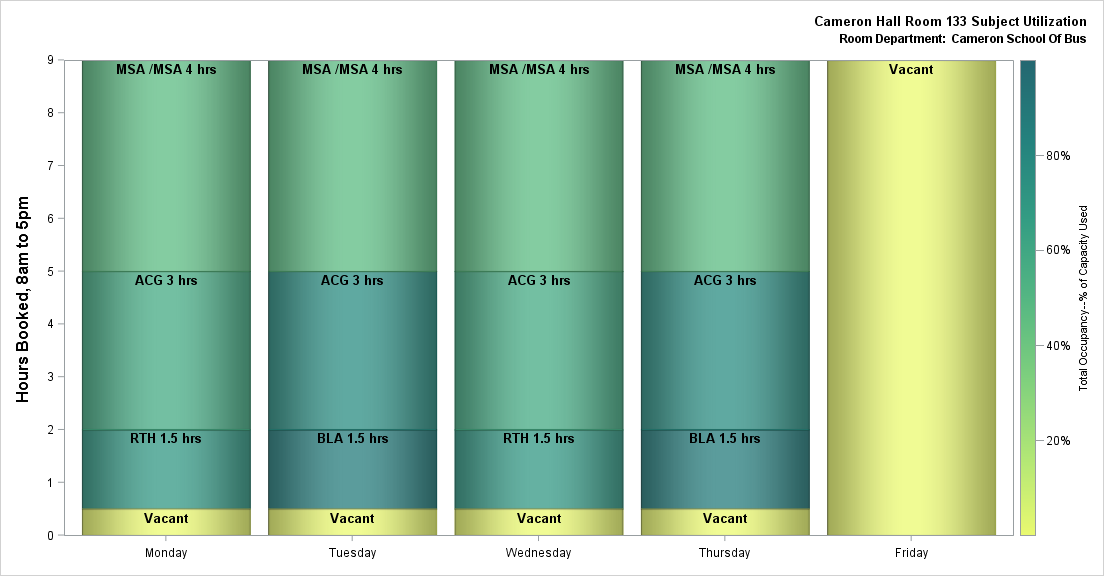 Cameron Hall Room 133 Subject Utilization
Room Department: Cameron School Of Bus
Hours Booked, 8am to 5pm
9
8
7
6
5
4
3
2
1
0
MSA /MSA 4 hrs
ACG 3 hrs
RTH 1.5 hrs
Vacant
Monday
MSA /MSA 4 hrs
ACG 3 hrs
BLA 1.5 hrs
Vacant
Tuesday
MSA /MSA 4 hrs
ACG 3 hrs
RTH 1.5 hrs
Vacant
Wednesday
MSA /MSA 4 hrs
ACG 3 hrs
BLA 1.5 hrs
Vacant
Thursday
Vacant
Friday
80%
60%
40%
20%
Total Occupancy--% of Capacity Used